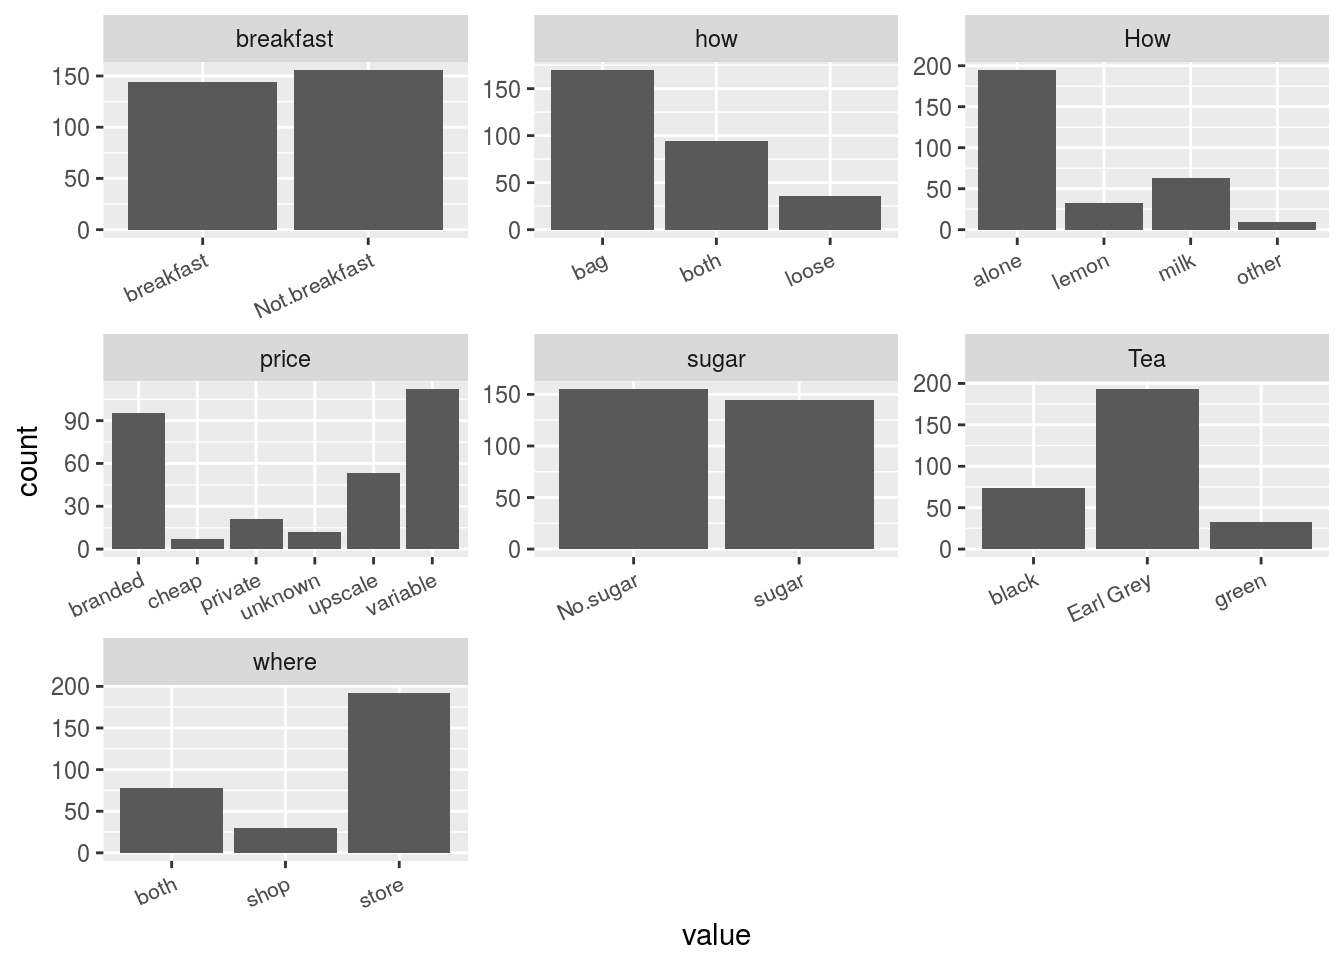 breakfast
how
How
150
100
50
0
breakfast
Not.breakfast
150
100
50
0
bag
both
loose
200
150
100
50
0
alone
lemon
milk
other
price
sugar
Tea
count
90
60
30
0
branded
cheap
private
unknown
upscale
variable
150
100
50
0
No.sugar
sugar
200
150
100
50
0
black
Earl Grey
green
where
200
150
100
50
0
both
shop
store
value